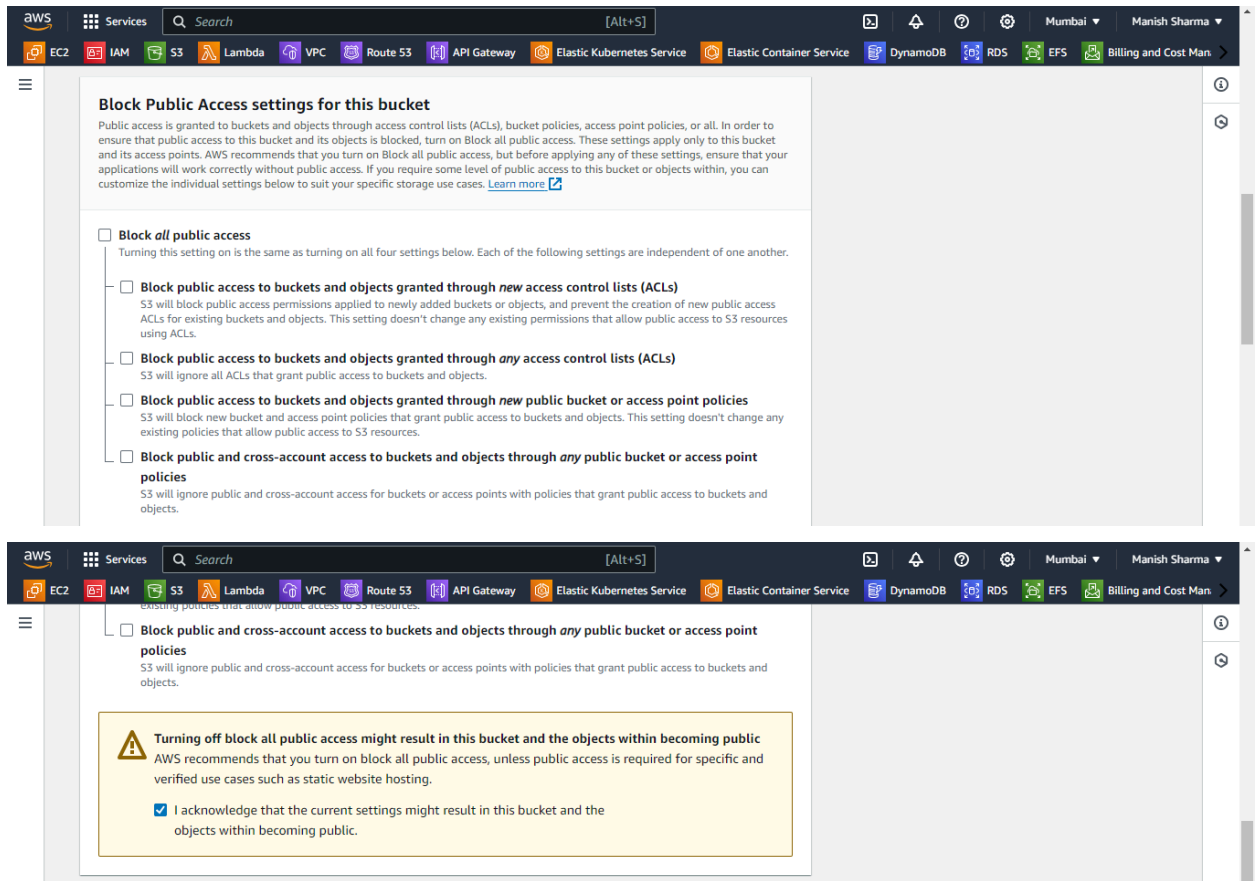 aws Services Search [Alt+S] Mumbai ▼ Manish Sharma ▼
EC2 IAM S3 Lambda VPC Route 53 API Gateway Elastic Kubernetes Service Elastic Container Service DynamoDB RDS EFS Billing and Cost Man
Block Public Access settings for this bucket
Public access is granted to buckets and objects through access control lists (ACLs), bucket policies, access point policies, or all. In order to
ensure that public access to this bucket and its objects is blocked, turn on Block all public access. These settings apply only to this bucket
and its access points. AWS recommends that you turn on Block all public access, but before applying any of these settings, ensure that your
applications will work correctly without public access. If you require some level of public access to this bucket or objects within, you can
customize the individual settings below to suit your specific storage use cases. Learn more
Block all public access
Turning this setting on is the same as turning on all four settings below. Each of the following settings are independent of one another.
Block public access to buckets and objects granted through new access control lists (ACLs)
S3 will block public access permissions applied to newly added buckets or objects, and prevent the creation of new public access
ACLs for existing buckets and objects. This setting doesn't change any existing permissions that allow public access to S3 resources
using ACLs.
Block public access to buckets and objects granted through any access control lists (ACLs)
S3 will ignore all ACLs that grant public access to buckets and objects.
Block public access to buckets and objects granted through new public bucket or access point policies
S3 will block new bucket and access point policies that grant public access to buckets and objects. This setting doesn't change any
existing policies that allow public access to S3 resources.
Block public and cross-account access to buckets and objects through any public bucket or access point
policies
S3 will ignore public and cross-account access for buckets or access points with policies that grant public access to buckets and
objects.
aws Services Search [Alt+S] Mumbai ▼ Manish Sharma ▼
EC2 IAM S3 Lambda VPC Route 53 API Gateway Elastic Kubernetes Service Elastic Container Service DynamoDB RDS EFS Billing and Cost Man
existing policies that allow public access to S3 resources.
Block public and cross-account access to buckets and objects through any public bucket or access point
policies
S3 will ignore public and cross-account access for buckets or access points with policies that grant public access to buckets and
objects.
Turning off block all public access might result in this bucket and the objects within becoming public
AWS recommends that you turn on block all public access, unless public access is required for specific and
verified use cases such as static website hosting.
I acknowledge that the current settings might result in this bucket and the
objects within becoming public.